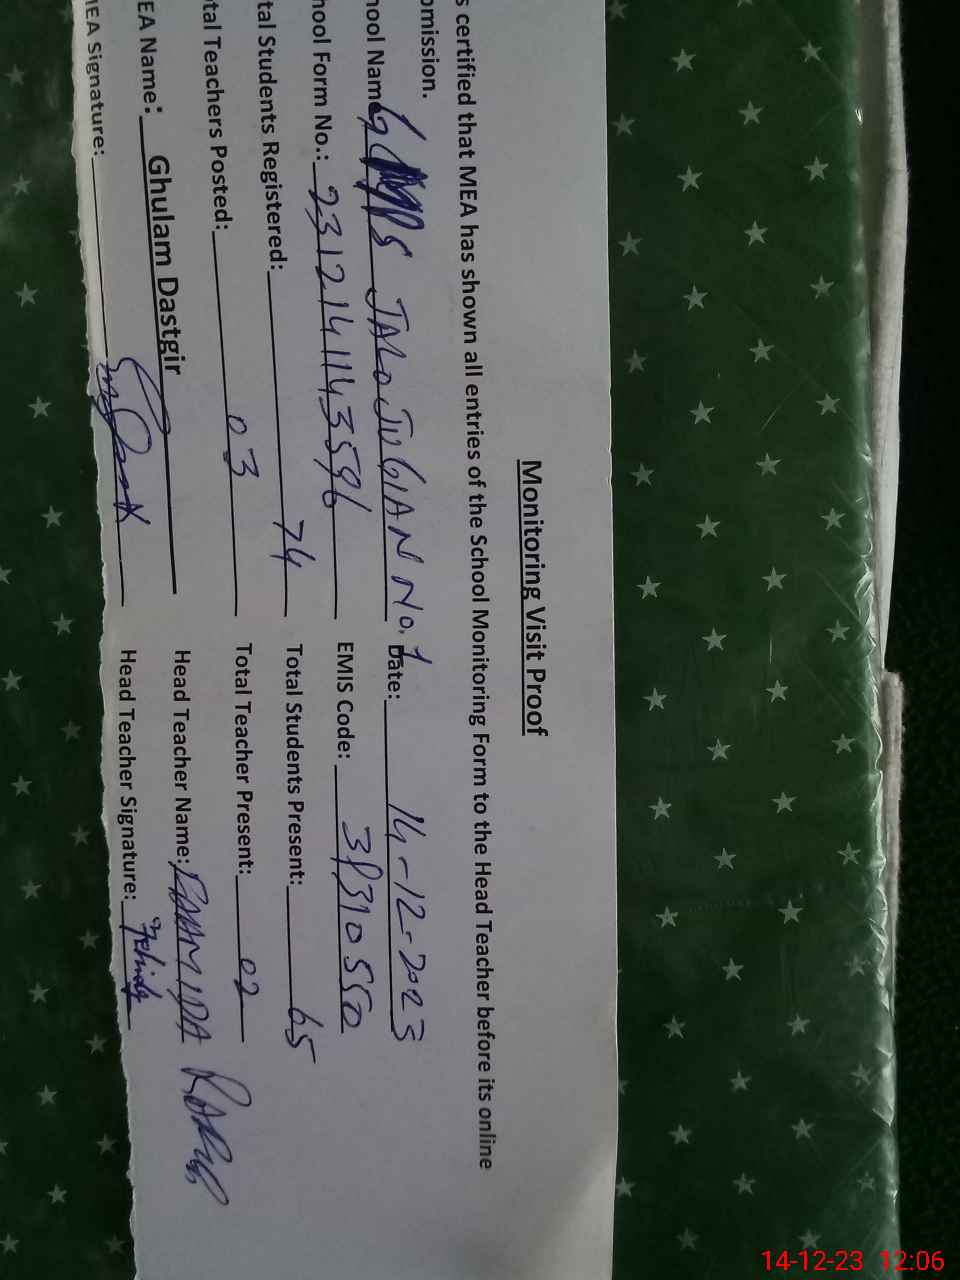 Monitoring Visit Proof
s certified that MEA has shown all entries of the School Monitoring Form to the Head Teacher before its online
omission.
hool Name GMPS JALO JUGIAN No. 1 Date: 14-12-2023
hool Form No.: 2312141143596 EMIS Code: 38310550
tal Students Registered: 74 Total Students Present: 65
tal Teachers Posted: 03 Total Teacher Present: 02
EA Name: Ghulam Dastgir Head Teacher Name:
IEA Signature: Head Teacher Signature:
14-12-23 12:06